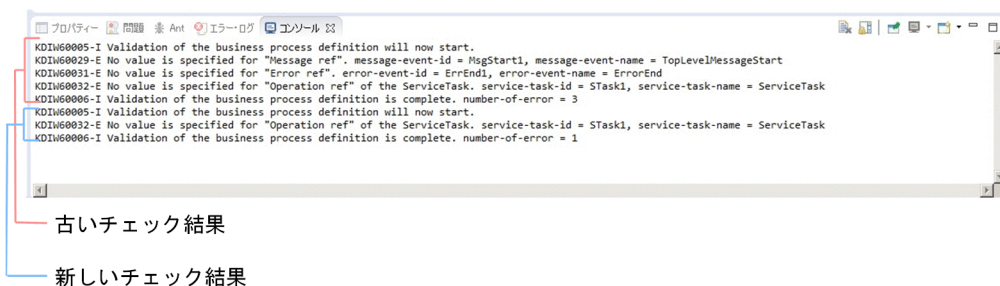 プロパティー 問題 Ant エラー・ログ コンソール
KDIW60005-I Validation of the business process definition will now start.
KDIW60029-E No value is specified for "Message ref". message-event-id = MsgStart1, message-event-name = TopLevelMessageStart
KDIW60031-E No value is specified for "Error ref". error-event-id = ErrEnd1, error-event-name = ErrorEnd
KDIW60032-E No value is specified for "Operation ref" of the ServiceTask. service-task-id = STask1, service-task-name = ServiceTask
KDIW60006-I Validation of the business process definition is complete. number-of-error = 3
KDIW60005-I Validation of the business process definition will now start.
KDIW60032-E No value is specified for "Operation ref" of the ServiceTask. service-task-id = STask1, service-task-name = ServiceTask
KDIW60006-I Validation of the business process definition is complete. number-of-error = 1
古いチェック結果
新しいチェック結果